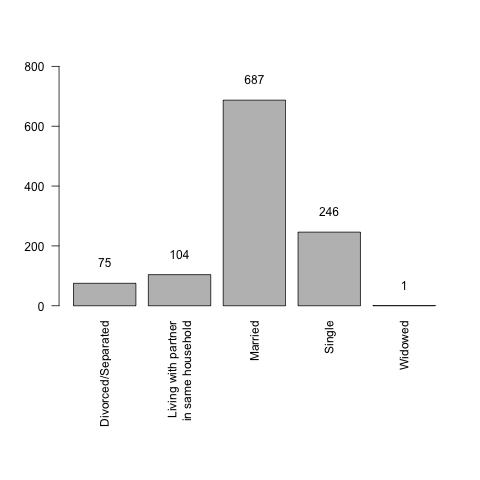 800
600
400
200
0
75
104
687
246
1
Divorced/Separated
Living with partner
in same household
Married
Single
Widowed